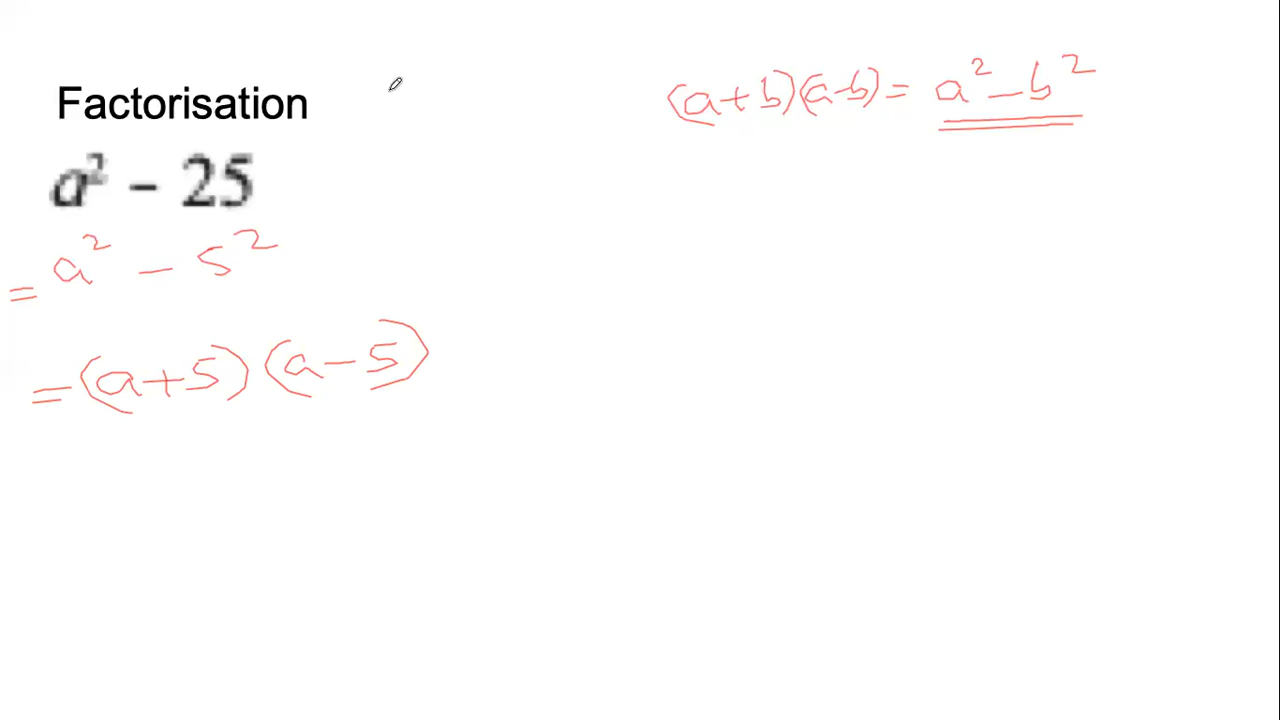 Factorisation
(a+b)(a-b) = a² - b²
a² - 25
= a² - 5²
= (a+5)(a-5)